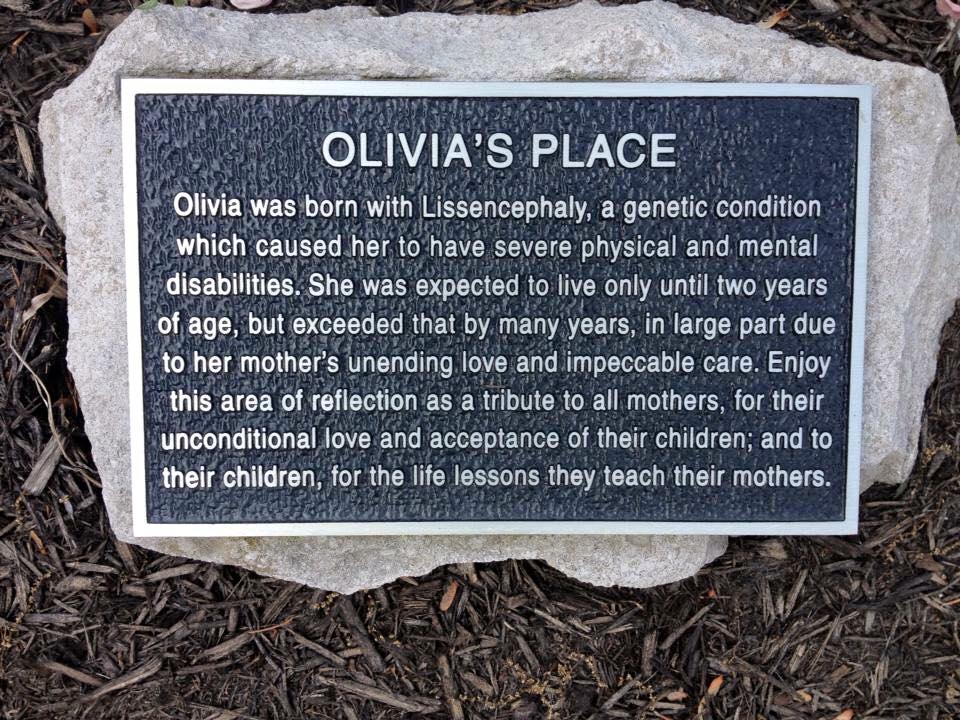 OLIVIA'S PLACE
Olivia was born with Lissencephaly, a genetic condition
which caused her to have severe physical and mental
disabilities. She was expected to live only until two years
of age, but exceeded that by many years, in large part due
to her mother's unending love and impeccable care. Enjoy
this area of reflection as a tribute to all mothers, for their
unconditional love and acceptance of their children; and to
their children, for the life lessons they teach their mothers.